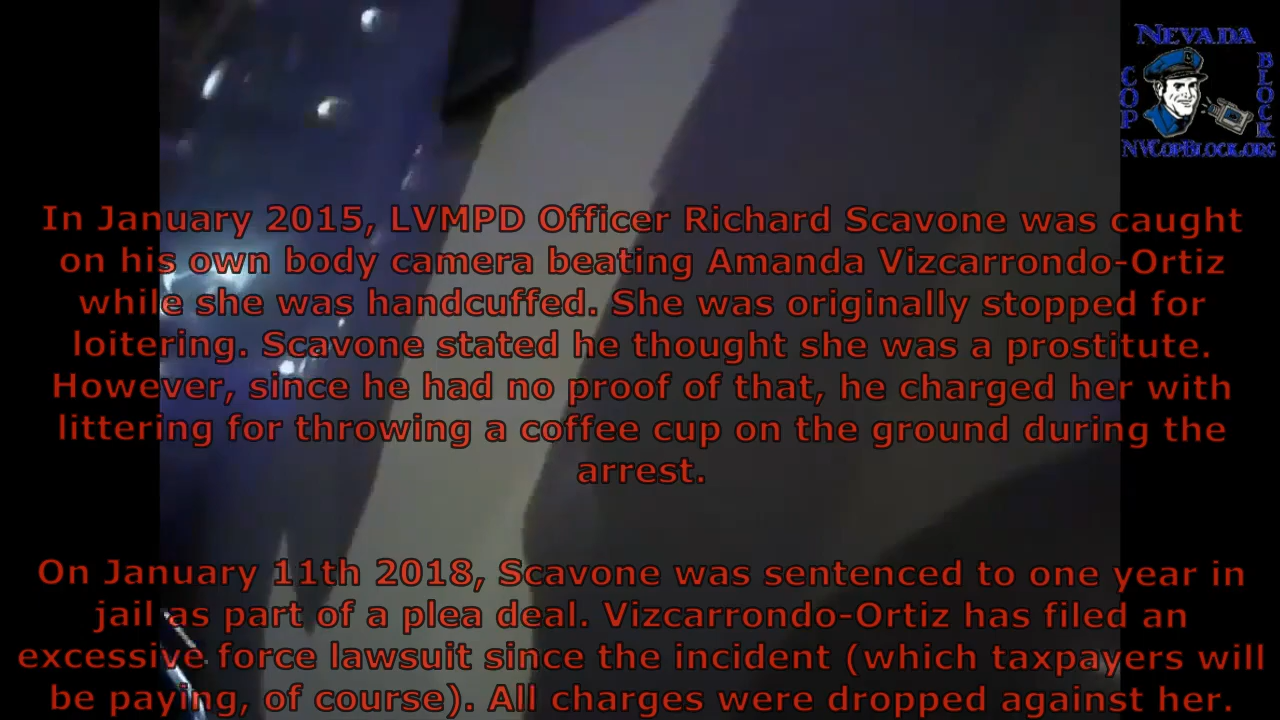 NEVADA
COP
BLOCK
NVCOPBLOCK.ORG
In January 2015, LVMPD Officer Richard Scavone was caught
on his own body camera beating Amanda Vizcarrondo-Ortiz
while she was handcuffed. She was originally stopped for
loitering. Scavone stated he thought she was a prostitute.
However, since he had no proof of that, he charged her with
littering for throwing a coffee cup on the ground during the
arrest.
On January 11th 2018, Scavone was sentenced to one year in
jail as part of a plea deal. Vizcarrondo-Ortiz has filed an
excessive force lawsuit since the incident (which taxpayers will
be paying, of course). All charges were dropped against her.